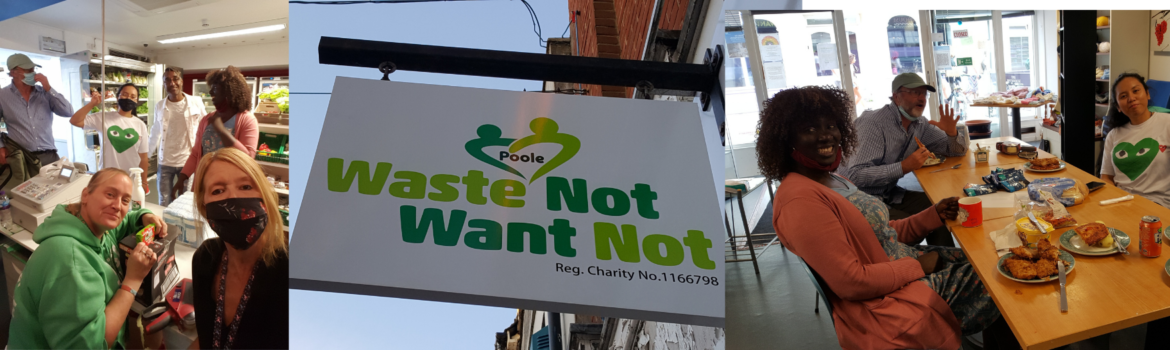 Poole
Waste Not
Want Not
Reg. Charity No.1166798